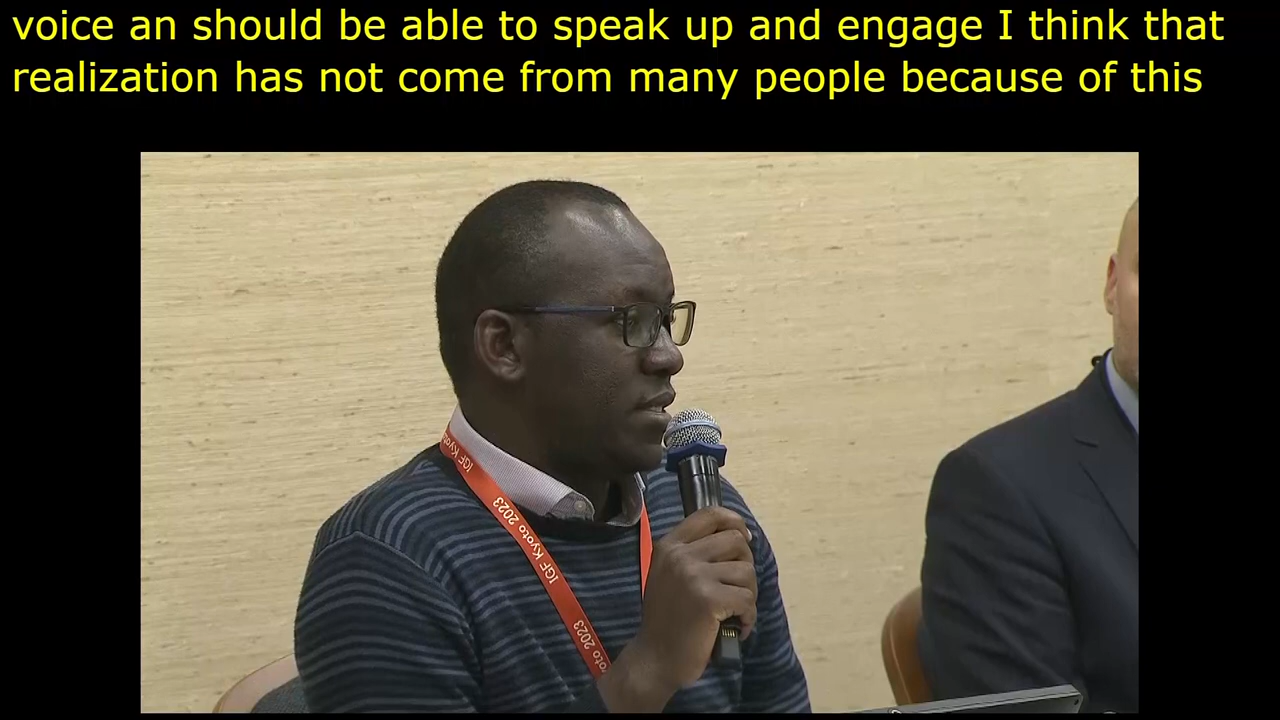 voice an should be able to speak up and engage I think that
realization has not come from many people because of this
IGF Kyoto
IGF Kyoto 2023
oto 2023